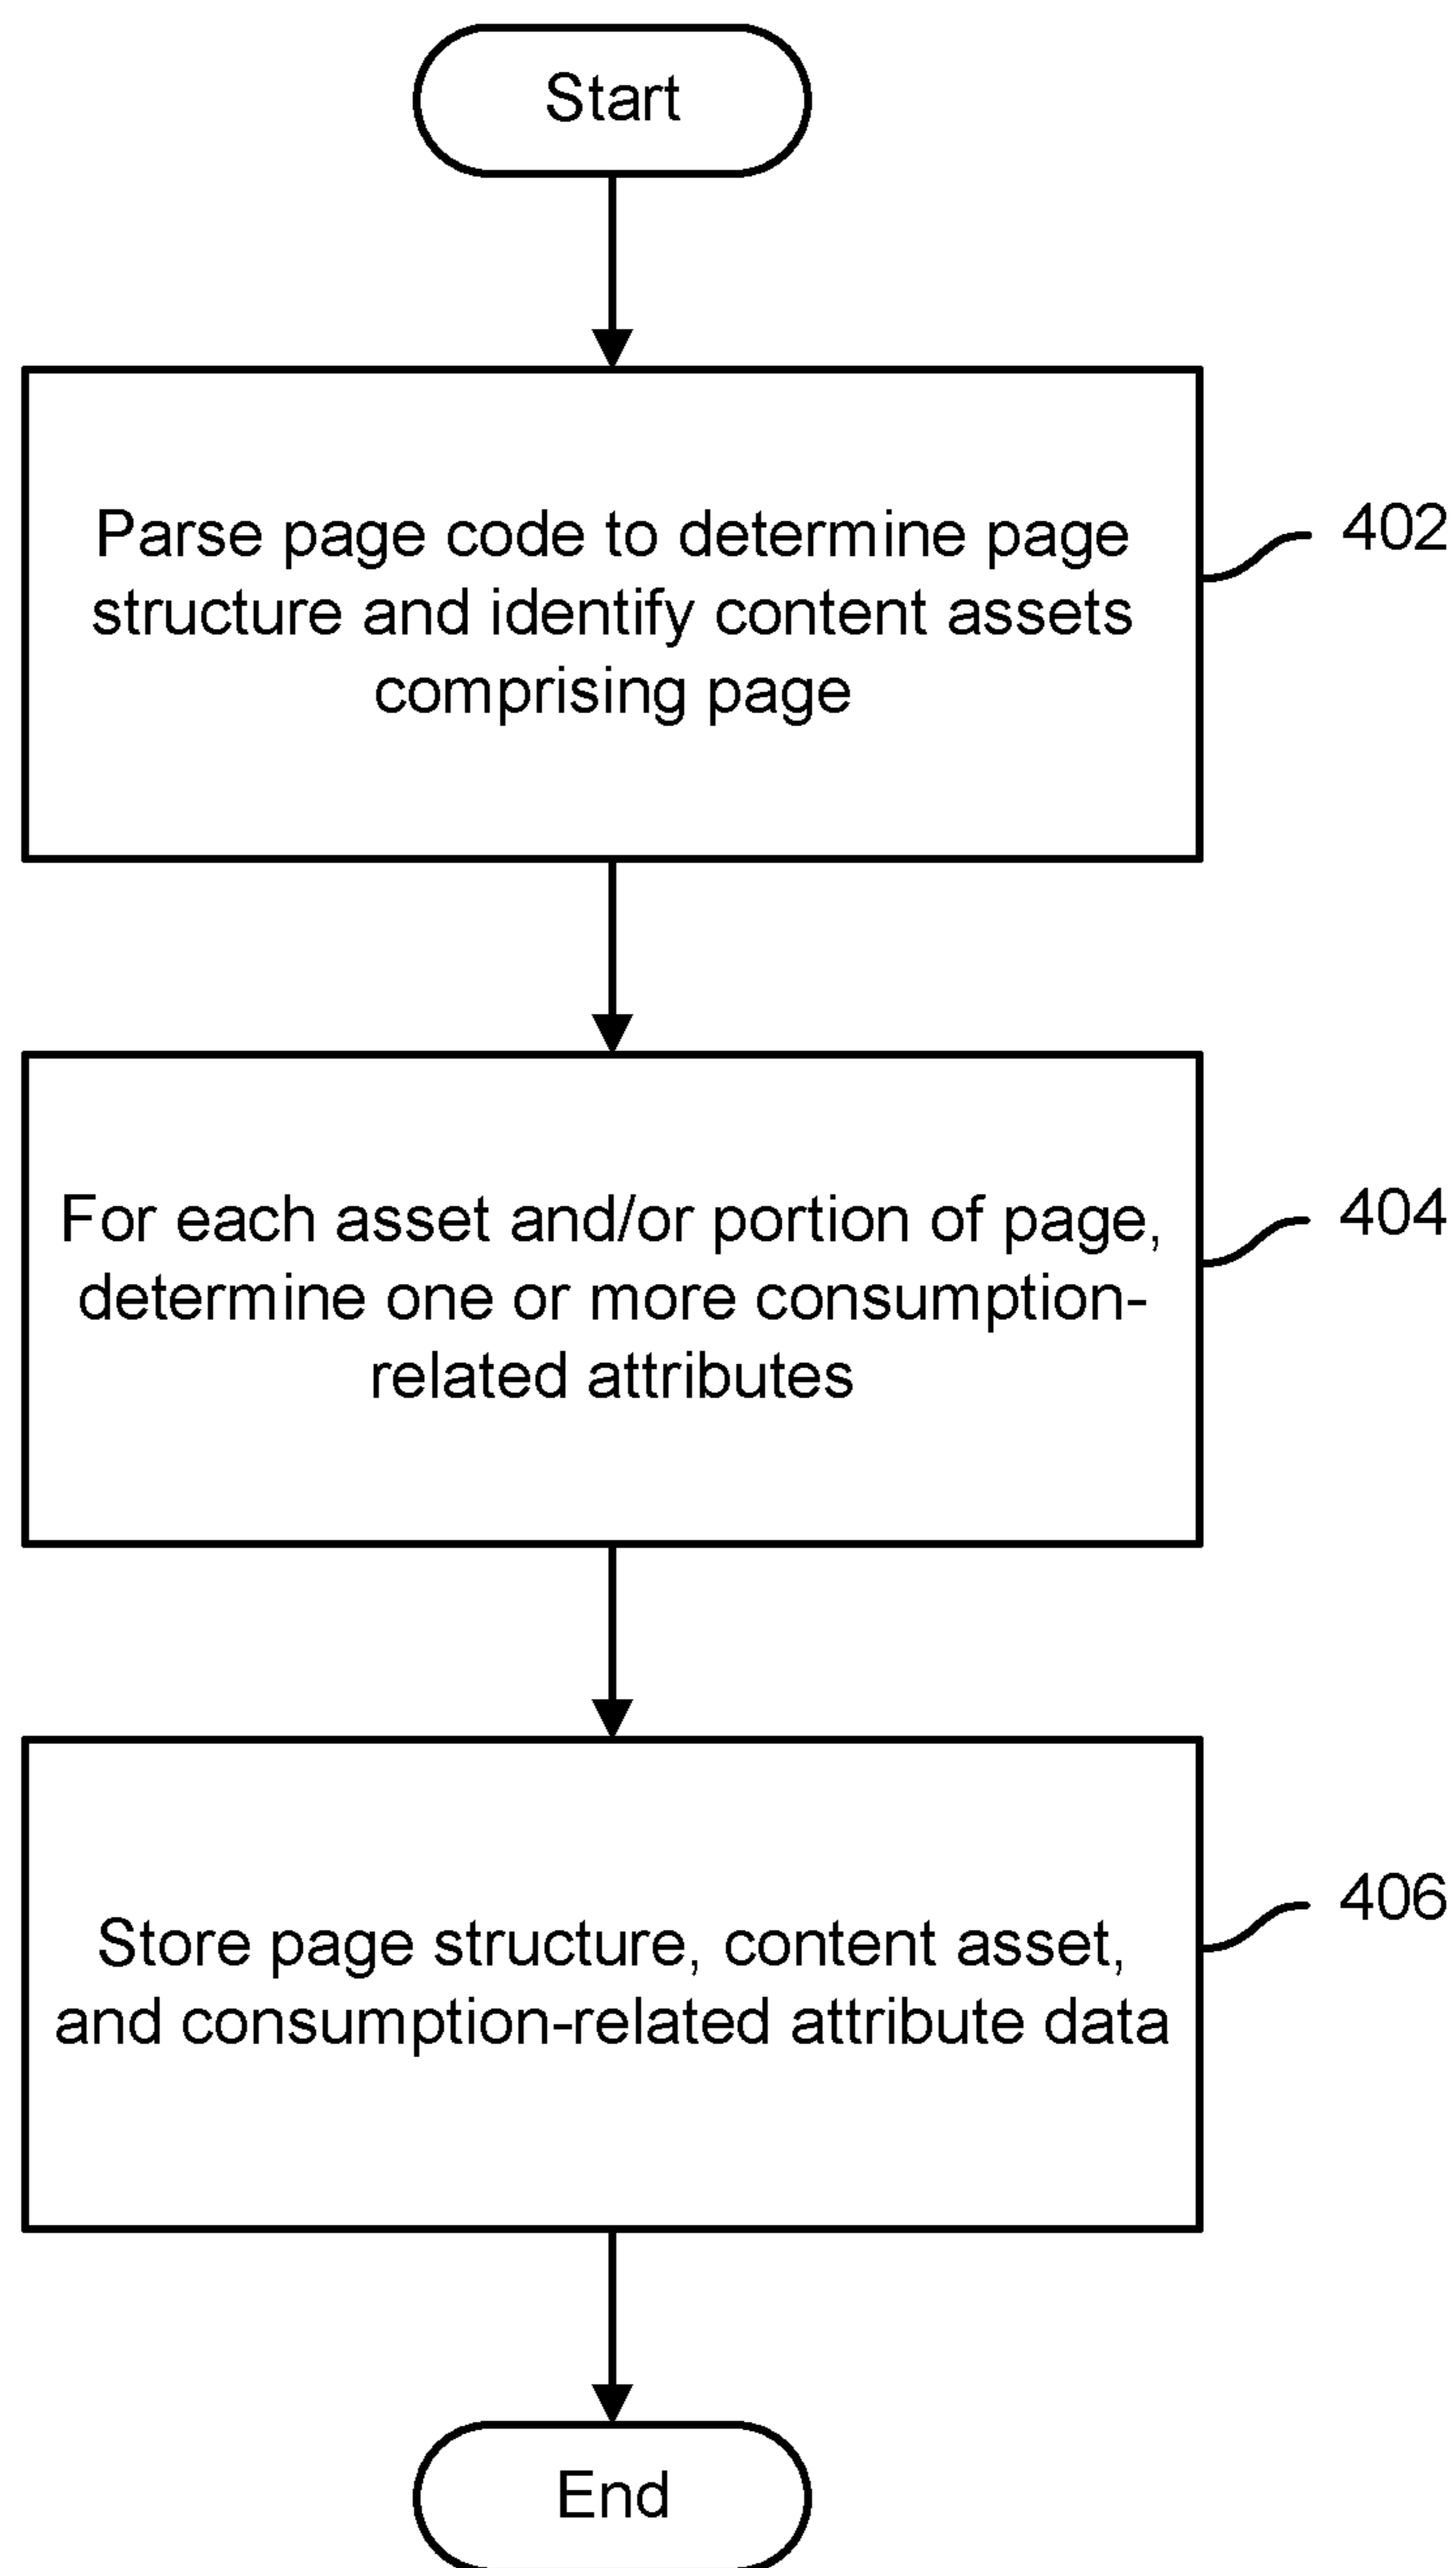 Start
Parse page code to determine page
structure and identify content assets
comprising page
402
For each asset and/or portion of page,
determine one or more consumption-
related attributes
404
Store page structure, content asset,
and consumption-related attribute data
406
End